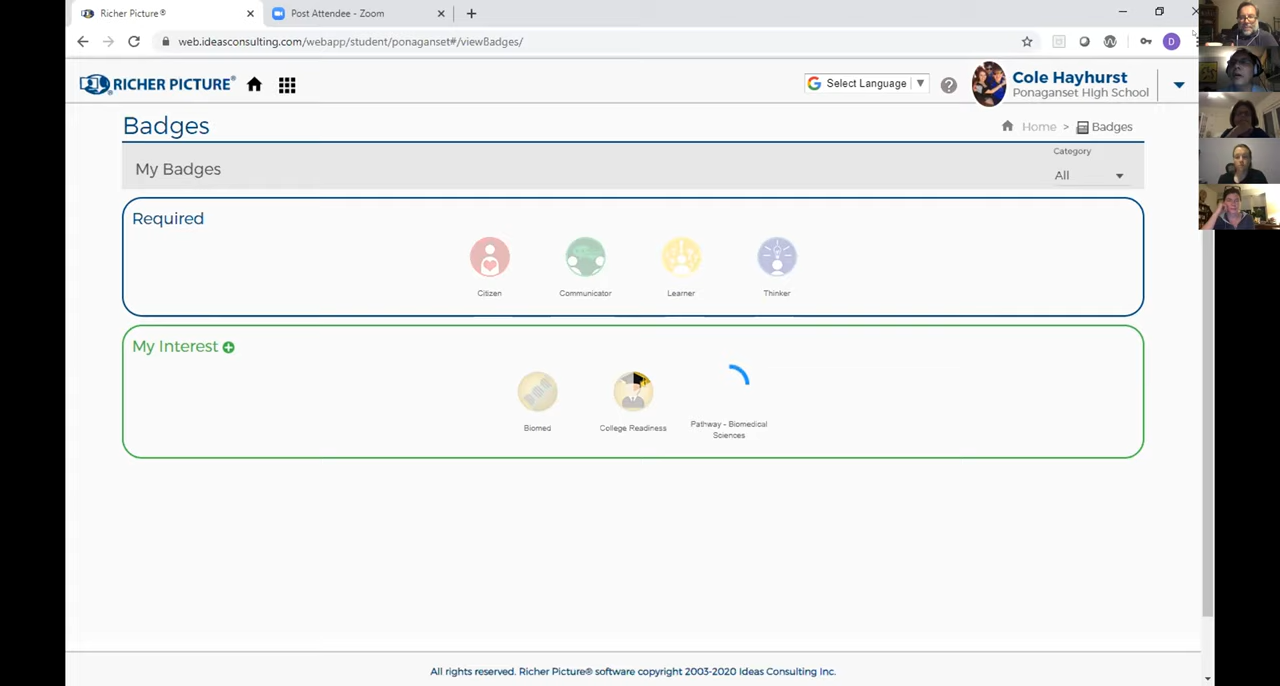 Richer Picture®
Post Attendee - Zoom
web.ideasconsulting.com/webapp/student/ponaganset#/viewBadges/
D
RICHER PICTURE®
Select Language
Cole Hayhurst
Ponaganset High School
Badges
Home > Badges
My Badges
Category
All
Required
Citizen
Communicator
Learner
Thinker
My Interest
Biomed
College Readiness
Pathway - Biomedical
Sciences
All rights reserved. Richer Picture® software copyright 2003-2020 Ideas Consulting Inc.